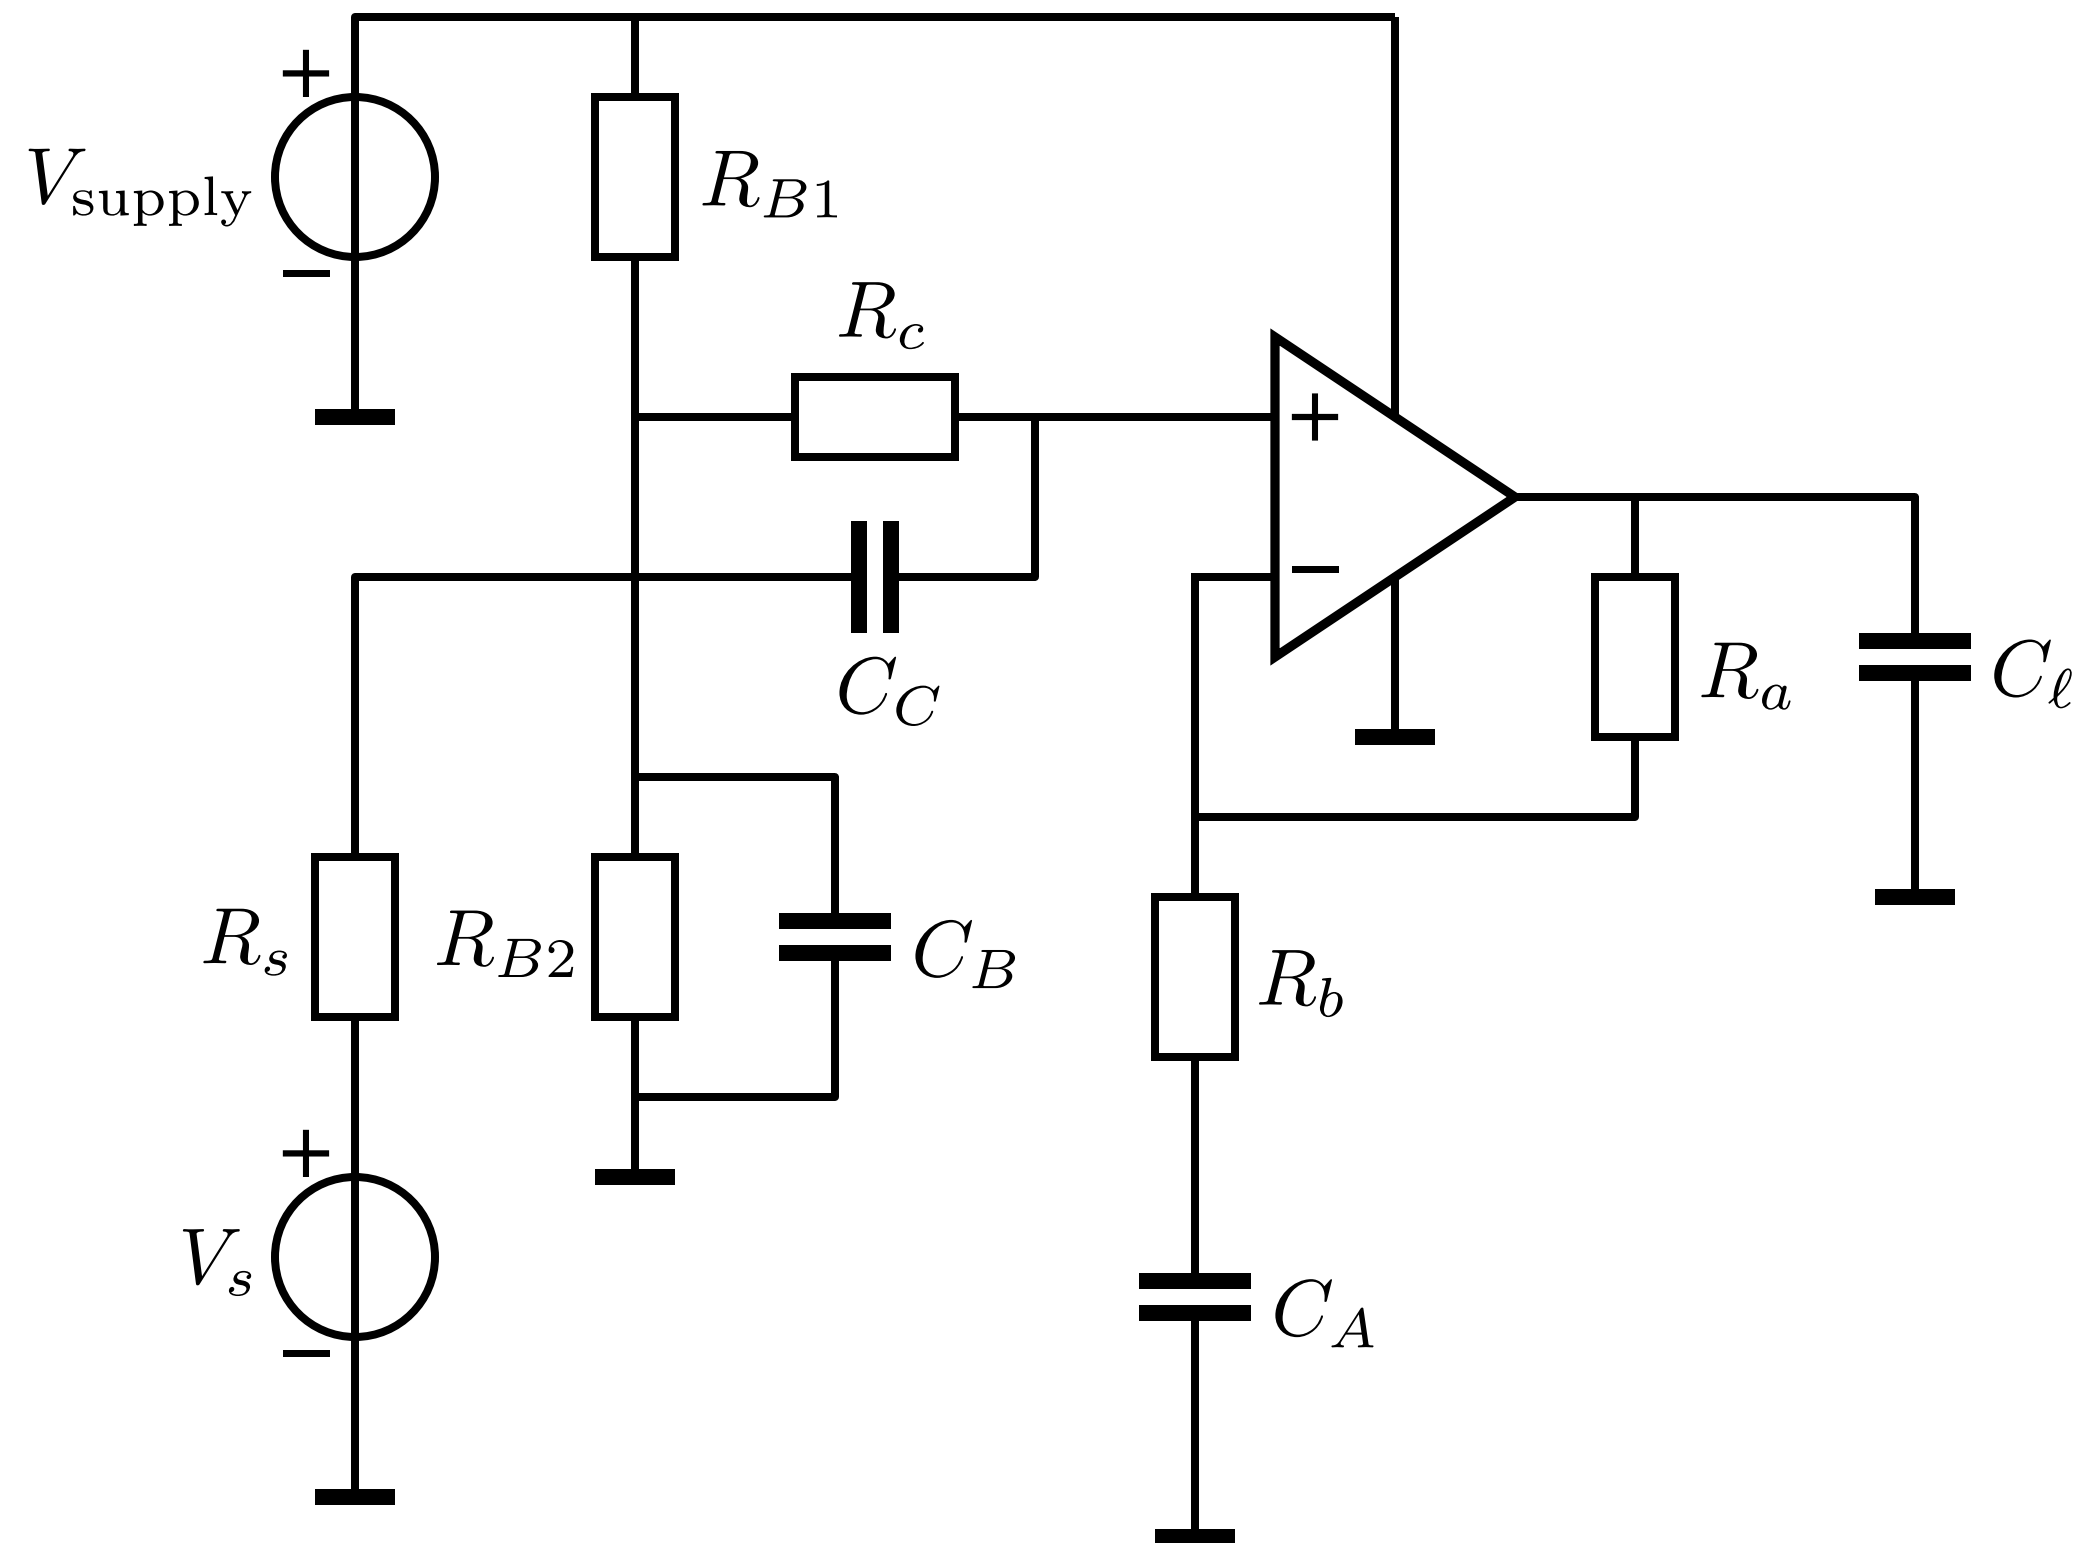 +
V_supply
−
R_B1
R_c
+
−
C_C
R_a
C_ℓ
R_s
R_B2
C_B
R_b
+
V_s
−
C_A